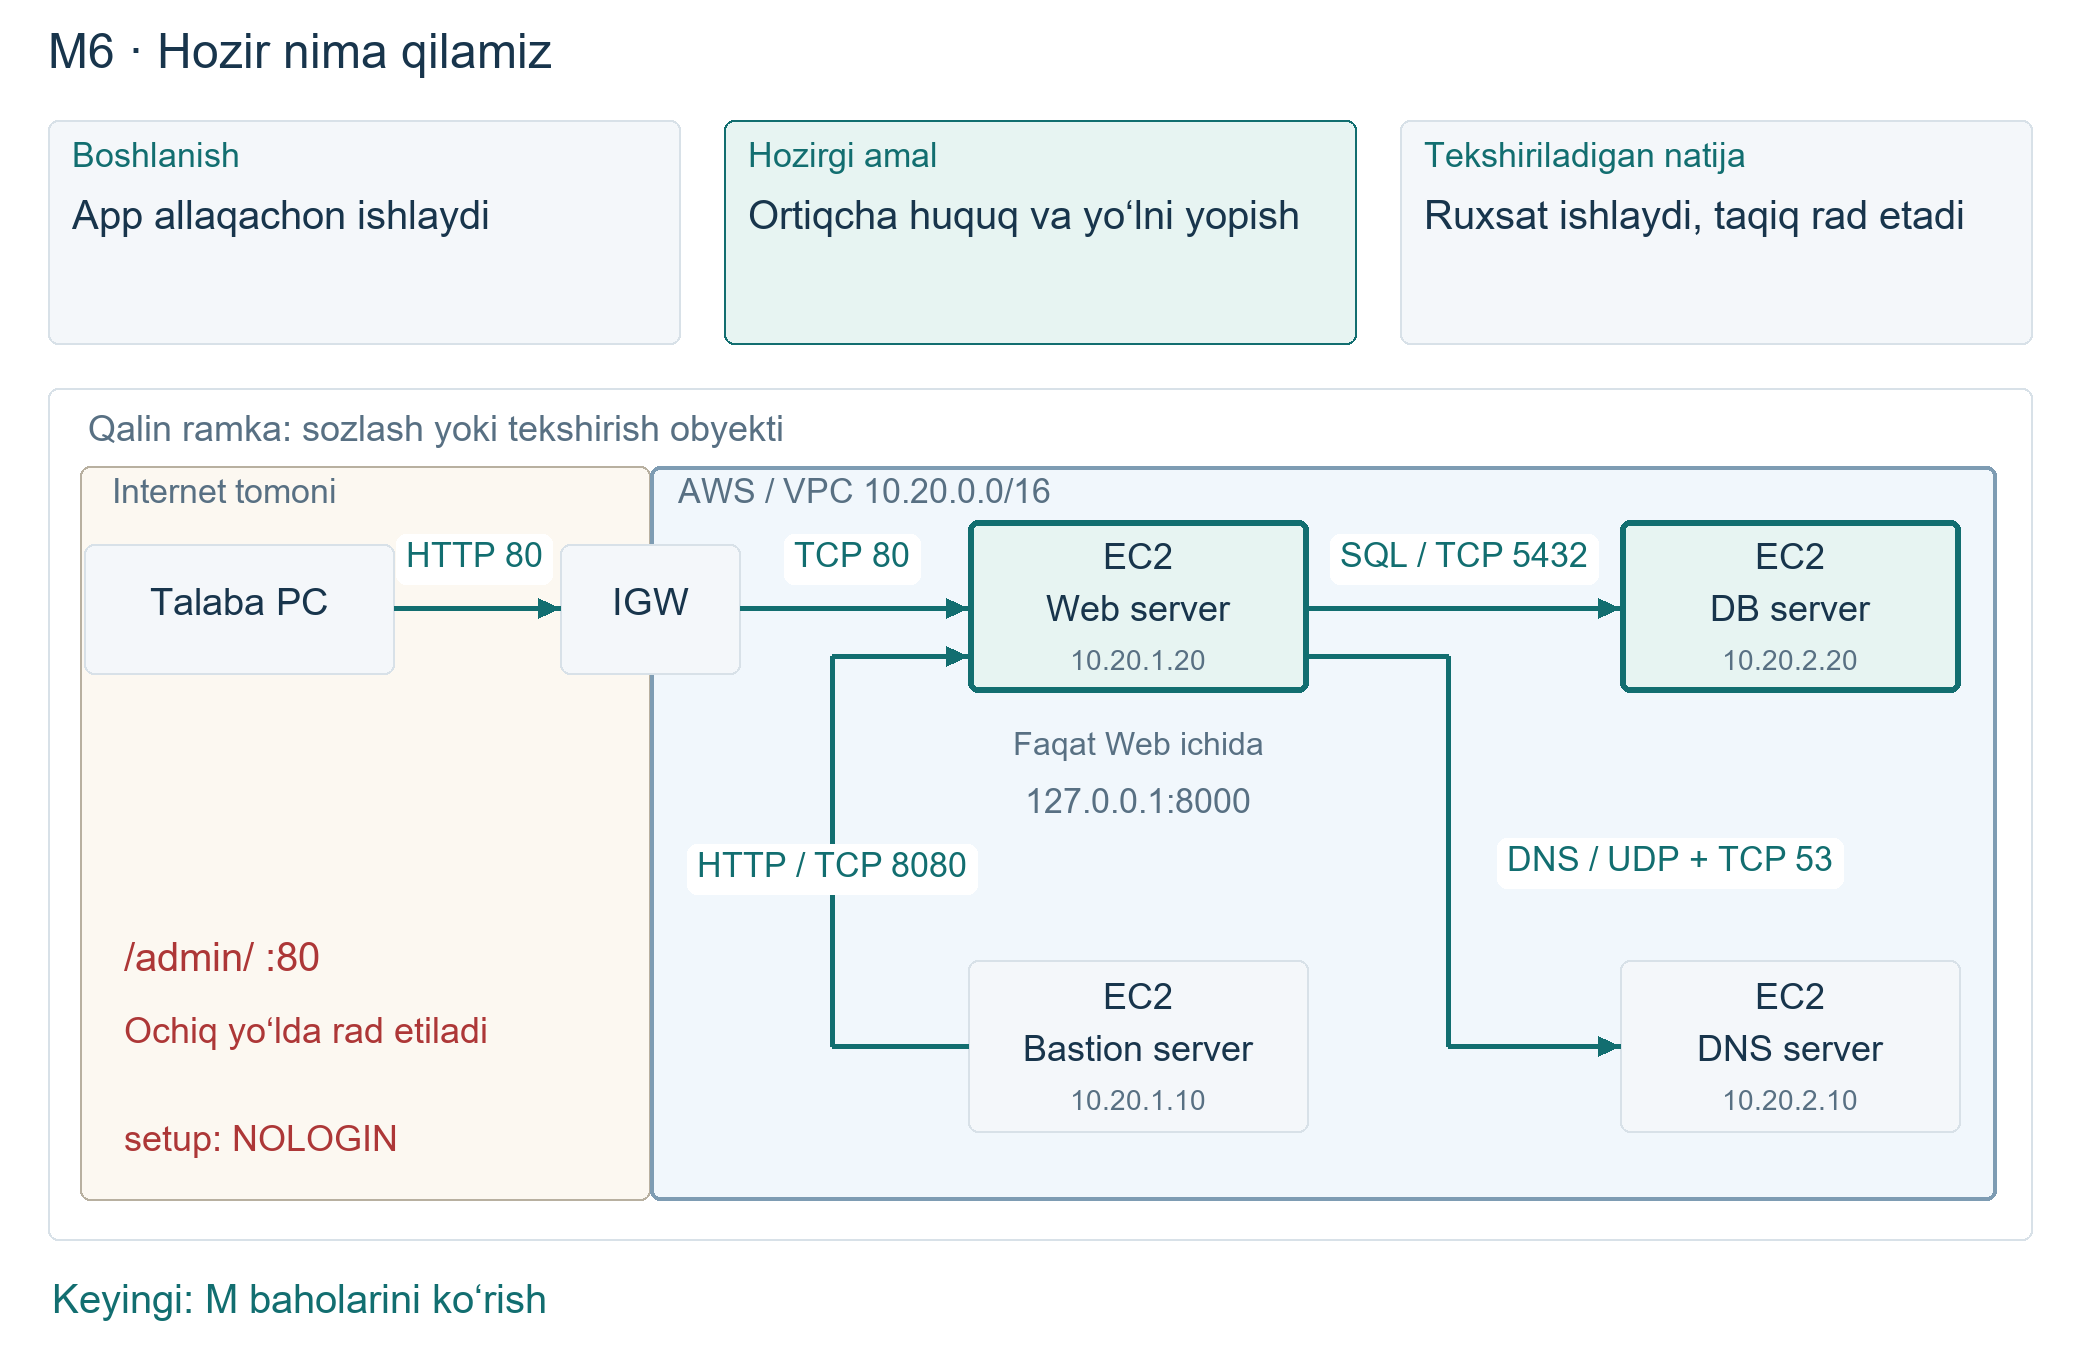 M6 · Hozir nima qilamiz
Boshlanish
App allaqachon ishlaydi
Hozirgi amal
Ortiqcha huquq va yo‘lni yopish
Tekshiriladigan natija
Ruxsat ishlaydi, taqiq rad etadi
Qalin ramka: sozlash yoki tekshirish obyekti
Internet tomoni
AWS / VPC 10.20.0.0/16
Talaba PC
HTTP 80
IGW
TCP 80
EC2
Web server
10.20.1.20
SQL / TCP 5432
EC2
DB server
10.20.2.20
Faqat Web ichida
127.0.0.1:8000
HTTP / TCP 8080
DNS / UDP + TCP 53
/admin/ :80
Ochiq yo‘lda rad etiladi
setup: NOLOGIN
EC2
Bastion server
10.20.1.10
EC2
DNS server
10.20.2.10
Keyingi: M baholarini ko‘rish